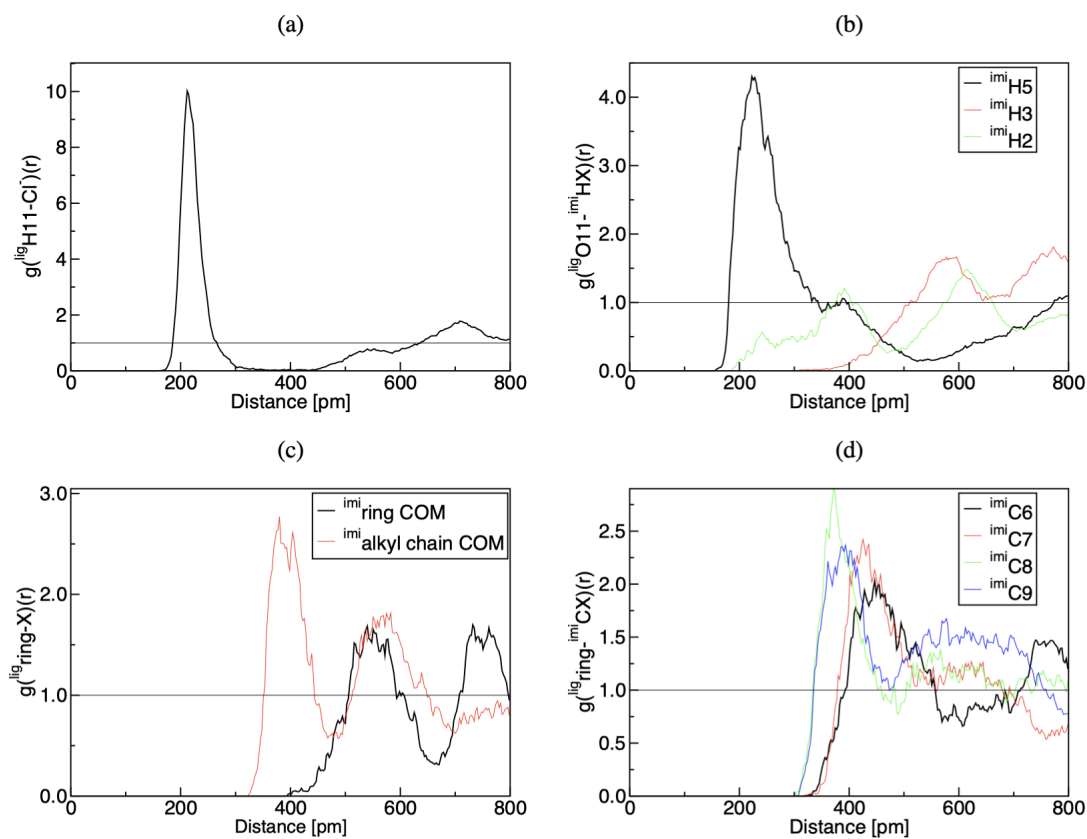 (a)
g(ligH11-Cl-)(r)
10
8
6
4
2
0
0 200 400 600 800
Distance [pm]
(b)
g(ligO11-imiHX)(r)
4.0
3.0
2.0
1.0
0.0
0 200 400 600 800
Distance [pm]
imiH5
imiH3
imiH2
(c)
g(ligring-X)(r)
3.0
2.0
1.0
0.0
0 200 400 600 800
Distance [pm]
imiring COM
imialkyl chain COM
(d)
g(ligring-imiCX)(r)
2.5
2.0
1.5
1.0
0.5
0.0
0 200 400 600 800
Distance [pm]
imiC6
imiC7
imiC8
imiC9